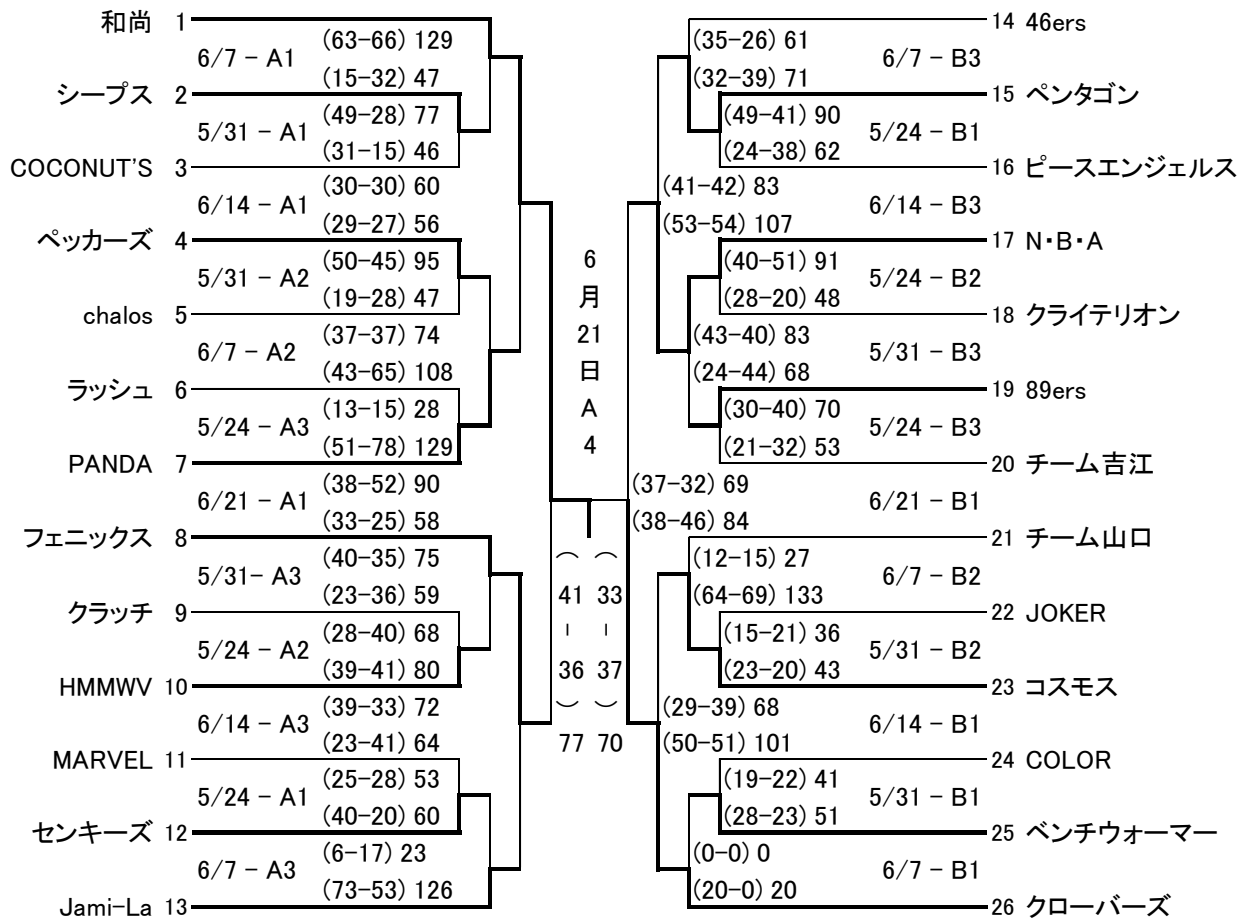 和尚 1
6/7 - A1
(63-66) 129
(15-32) 47
シープス 2
5/31 - A1
(49-28) 77
(31-15) 46
COCONUT'S 3
6/14 - A1
(30-30) 60
(29-27) 56
ペッカーズ 4
5/31 - A2
(50-45) 95
(19-28) 47
chalos 5
6/7 - A2
(37-37) 74
(43-65) 108
ラッシュ 6
5/24 - A3
(13-15) 28
(51-78) 129
PANDA 7
6/21 - A1
(38-52) 90
(33-25) 58
フェニックス 8
5/31- A3
(40-35) 75
(23-36) 59
クラッチ 9
5/24 - A2
(28-40) 68
(39-41) 80
HMMWV 10
6/14 - A3
(39-33) 72
(23-41) 64
MARVEL 11
5/24 - A1
(25-28) 53
(40-20) 60
センキーズ 12
6/7 - A3
(6-17) 23
(73-53) 126
Jami-La 13
6月21日A4
(41-36) 77
(33-37) 70
14 46ers
(35-26) 61
6/7 - B3
(32-39) 71
15 ペンタゴン
(49-41) 90
5/24 - B1
(24-38) 62
16 ピースエンジェルス
(41-42) 83
6/14 - B3
(53-54) 107
17 N・B・A
(40-51) 91
5/24 - B2
(28-20) 48
18 クライテリオン
(43-40) 83
5/31 - B3
(24-44) 68
19 89ers
(30-40) 70
5/24 - B3
(21-32) 53
20 チーム吉江
(37-32) 69
6/21 - B1
(38-46) 84
21 チーム山口
(12-15) 27
6/7 - B2
(64-69) 133
22 JOKER
(15-21) 36
5/31 - B2
(23-20) 43
23 コスモス
(29-39) 68
6/14 - B1
(50-51) 101
24 COLOR
(19-22) 41
5/31 - B1
(28-23) 51
25 ベンチウォーマー
(0-0) 0
6/7 - B1
(20-0) 20
26 クローバーズ